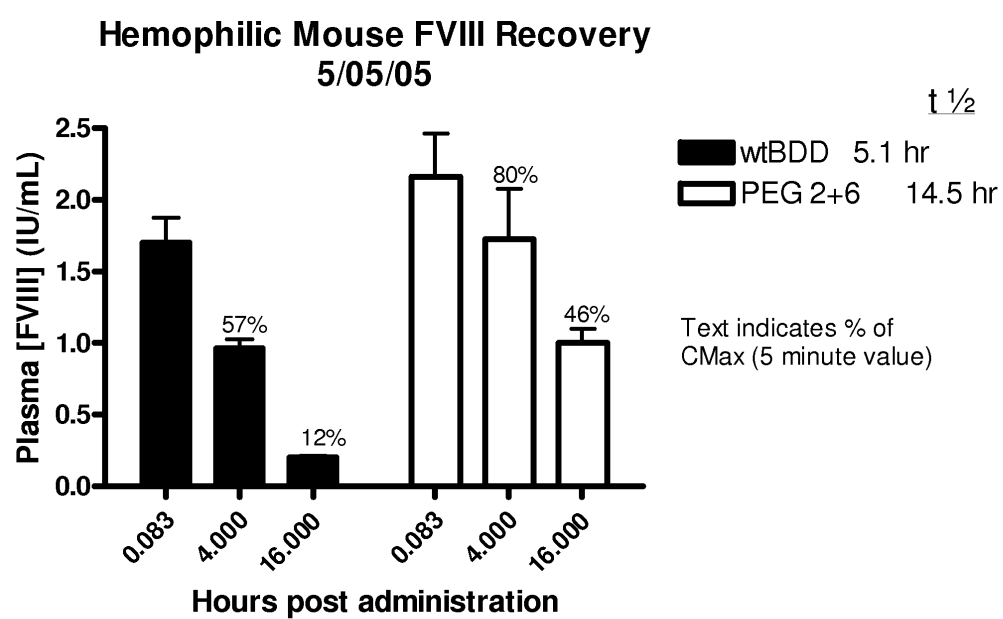 Hemophilic Mouse FVIII Recovery
5/05/05
t ½
wtBDD 5.1 hr
PEG 2+6 14.5 hr
Text indicates % of
CMax (5 minute value)
Plasma [FVIII] (IU/mL)
2.5
2.0
1.5
1.0
0.5
0.0
57%
12%
80%
46%
0.083
4.000
16.000
0.083
4.000
16.000
Hours post administration